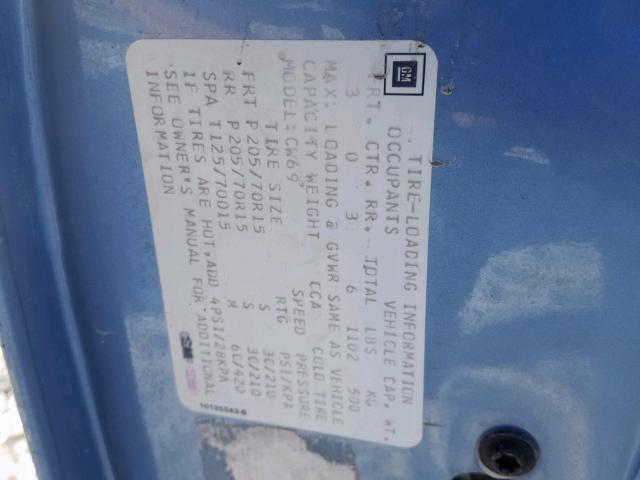 GM
TIRE-LOADING INFORMATION
OCCUPANTS VEHICLE CAP. WT.
FRT. CTR. RR. TOTAL LBS KG
3 0 3 6 1102 500
MAX. LOADING @ GVWR SAME AS VEHICLE
CAPACITY WEIGHT CCA COLD TIRE
MODEL: CW69 SPEED PRESSURE
TIRE SIZE RTG PSI/KPA
FRT P205/70R15 S 30/210
RR P205/70R15 S 30/210
SPA T125/70D15 M 60/420
IF TIRES ARE HOT, ADD 4PSI/28KPA
SEE OWNER'S MANUAL FOR ADDITIONAL
INFORMATION